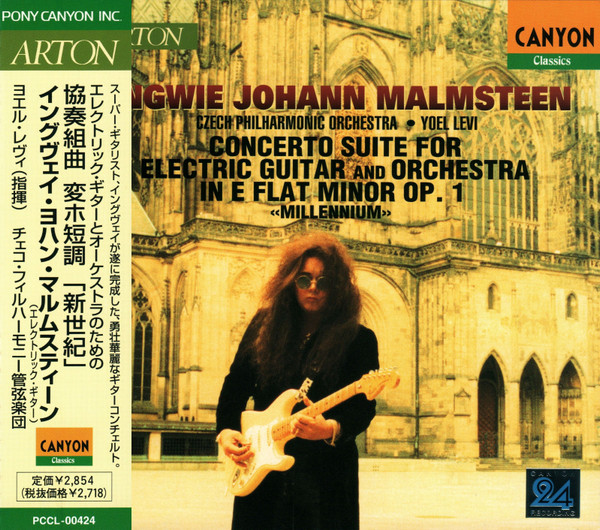 PONY CANYON INC.
ARTON
スーパー・ギタリスト、イングヴェイが遂に完成した、勇壮華麗なギターコンチェルト。
エレクトリック・ギターとオーケストラのための
協奏組曲 変ホ短調 「新世紀」
イングヴェイ・ヨハン・マルムスティーン
(エレクトリック・ギター)
ヨエル・レヴィ(指揮) チェコ・フィルハーモニー管弦楽団
CANYON
Classics
定価¥2,854
(税抜価格¥2,718)
PCCL-00424
RTON
CANYON
Classics
NGWIE JOHANN MALMSTEEN
CZECH PHILHARMONIC ORCHESTRA • YOEL LEVI
CONCERTO SUITE FOR
ELECTRIC GUITAR AND ORCHESTRA
IN E FLAT MINOR OP. 1
«MILLENNIUM»
24
RECORDING